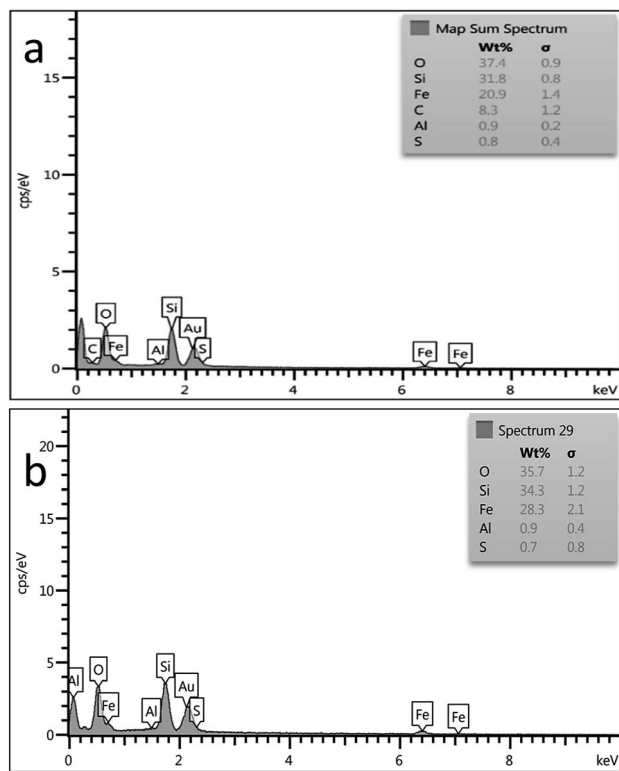 a
Map Sum Spectrum
Wt% σ
O 37.4 0.9
Si 31.8 0.8
Fe 20.9 1.4
C 8.3 1.2
Al 0.9 0.2
S 0.8 0.4
15
10
5
0
cps/eV
C O Fe Al Si Au S Fe Fe
0 2 4 6 8 keV
b
Spectrum 29
Wt% σ
O 35.7 1.2
Si 34.3 1.2
Fe 28.3 2.1
Al 0.9 0.4
S 0.7 0.8
20
15
10
5
0
cps/eV
Al O Fe Al Si Au S Fe Fe
0 2 4 6 8 keV